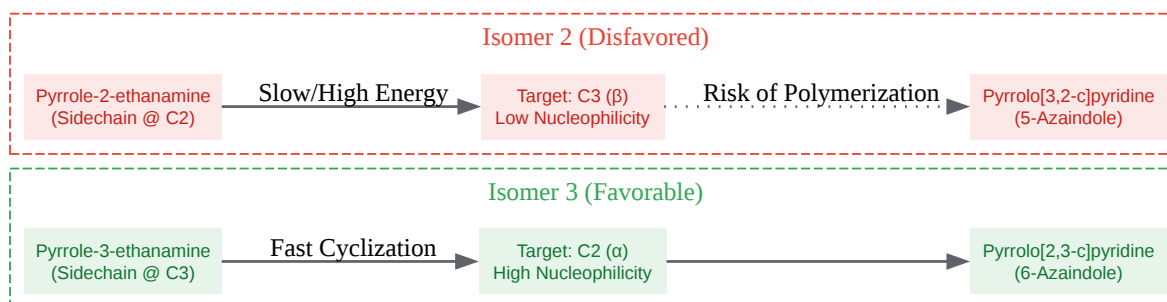 Isomer 2 (Disfavored)
Pyrrole-2-ethanamine
(Sidechain @ C2)
Slow/High Energy
Target: C3 (β)
Low Nucleophilicity
Risk of Polymerization
Pyrrolo[3,2-c]pyridine
(5-Azaindole)
Isomer 3 (Favorable)
Pyrrole-3-ethanamine
(Sidechain @ C3)
Fast Cyclization
Target: C2 (α)
High Nucleophilicity
Pyrrolo[2,3-c]pyridine
(6-Azaindole)